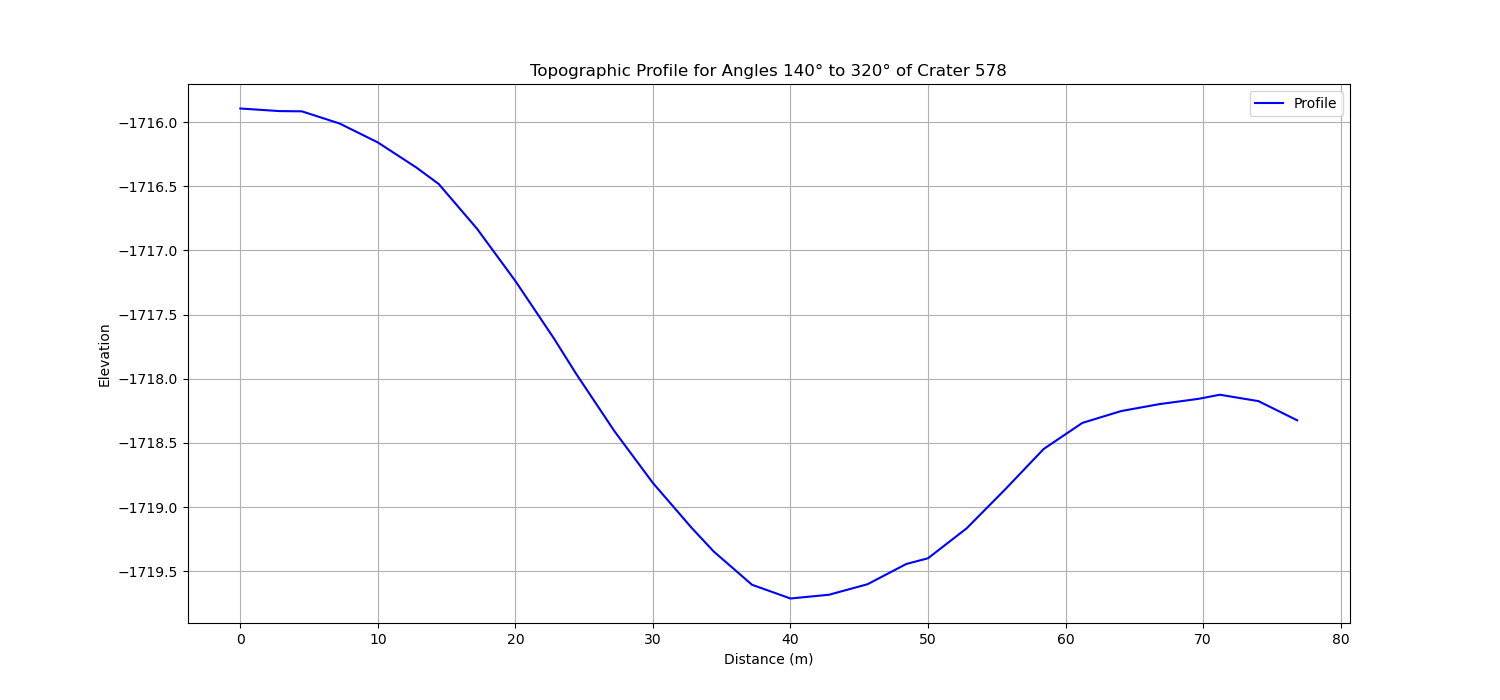 Topographic Profile for Angles 140° to 320° of Crater 578
Profile
−1716.0
−1716.5
−1717.0
−1717.5
−1718.0
−1718.5
−1719.0
−1719.5
Elevation
0 10 20 30 40 50 60 70 80
Distance (m)